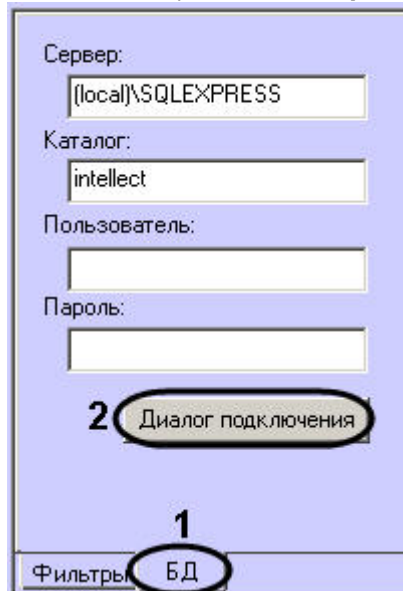 Сервер:
(local)\SQLEXPRESS
Каталог:
intellect
Пользователь:
Пароль:
2 Диалог подключения
1
Фильтры БД